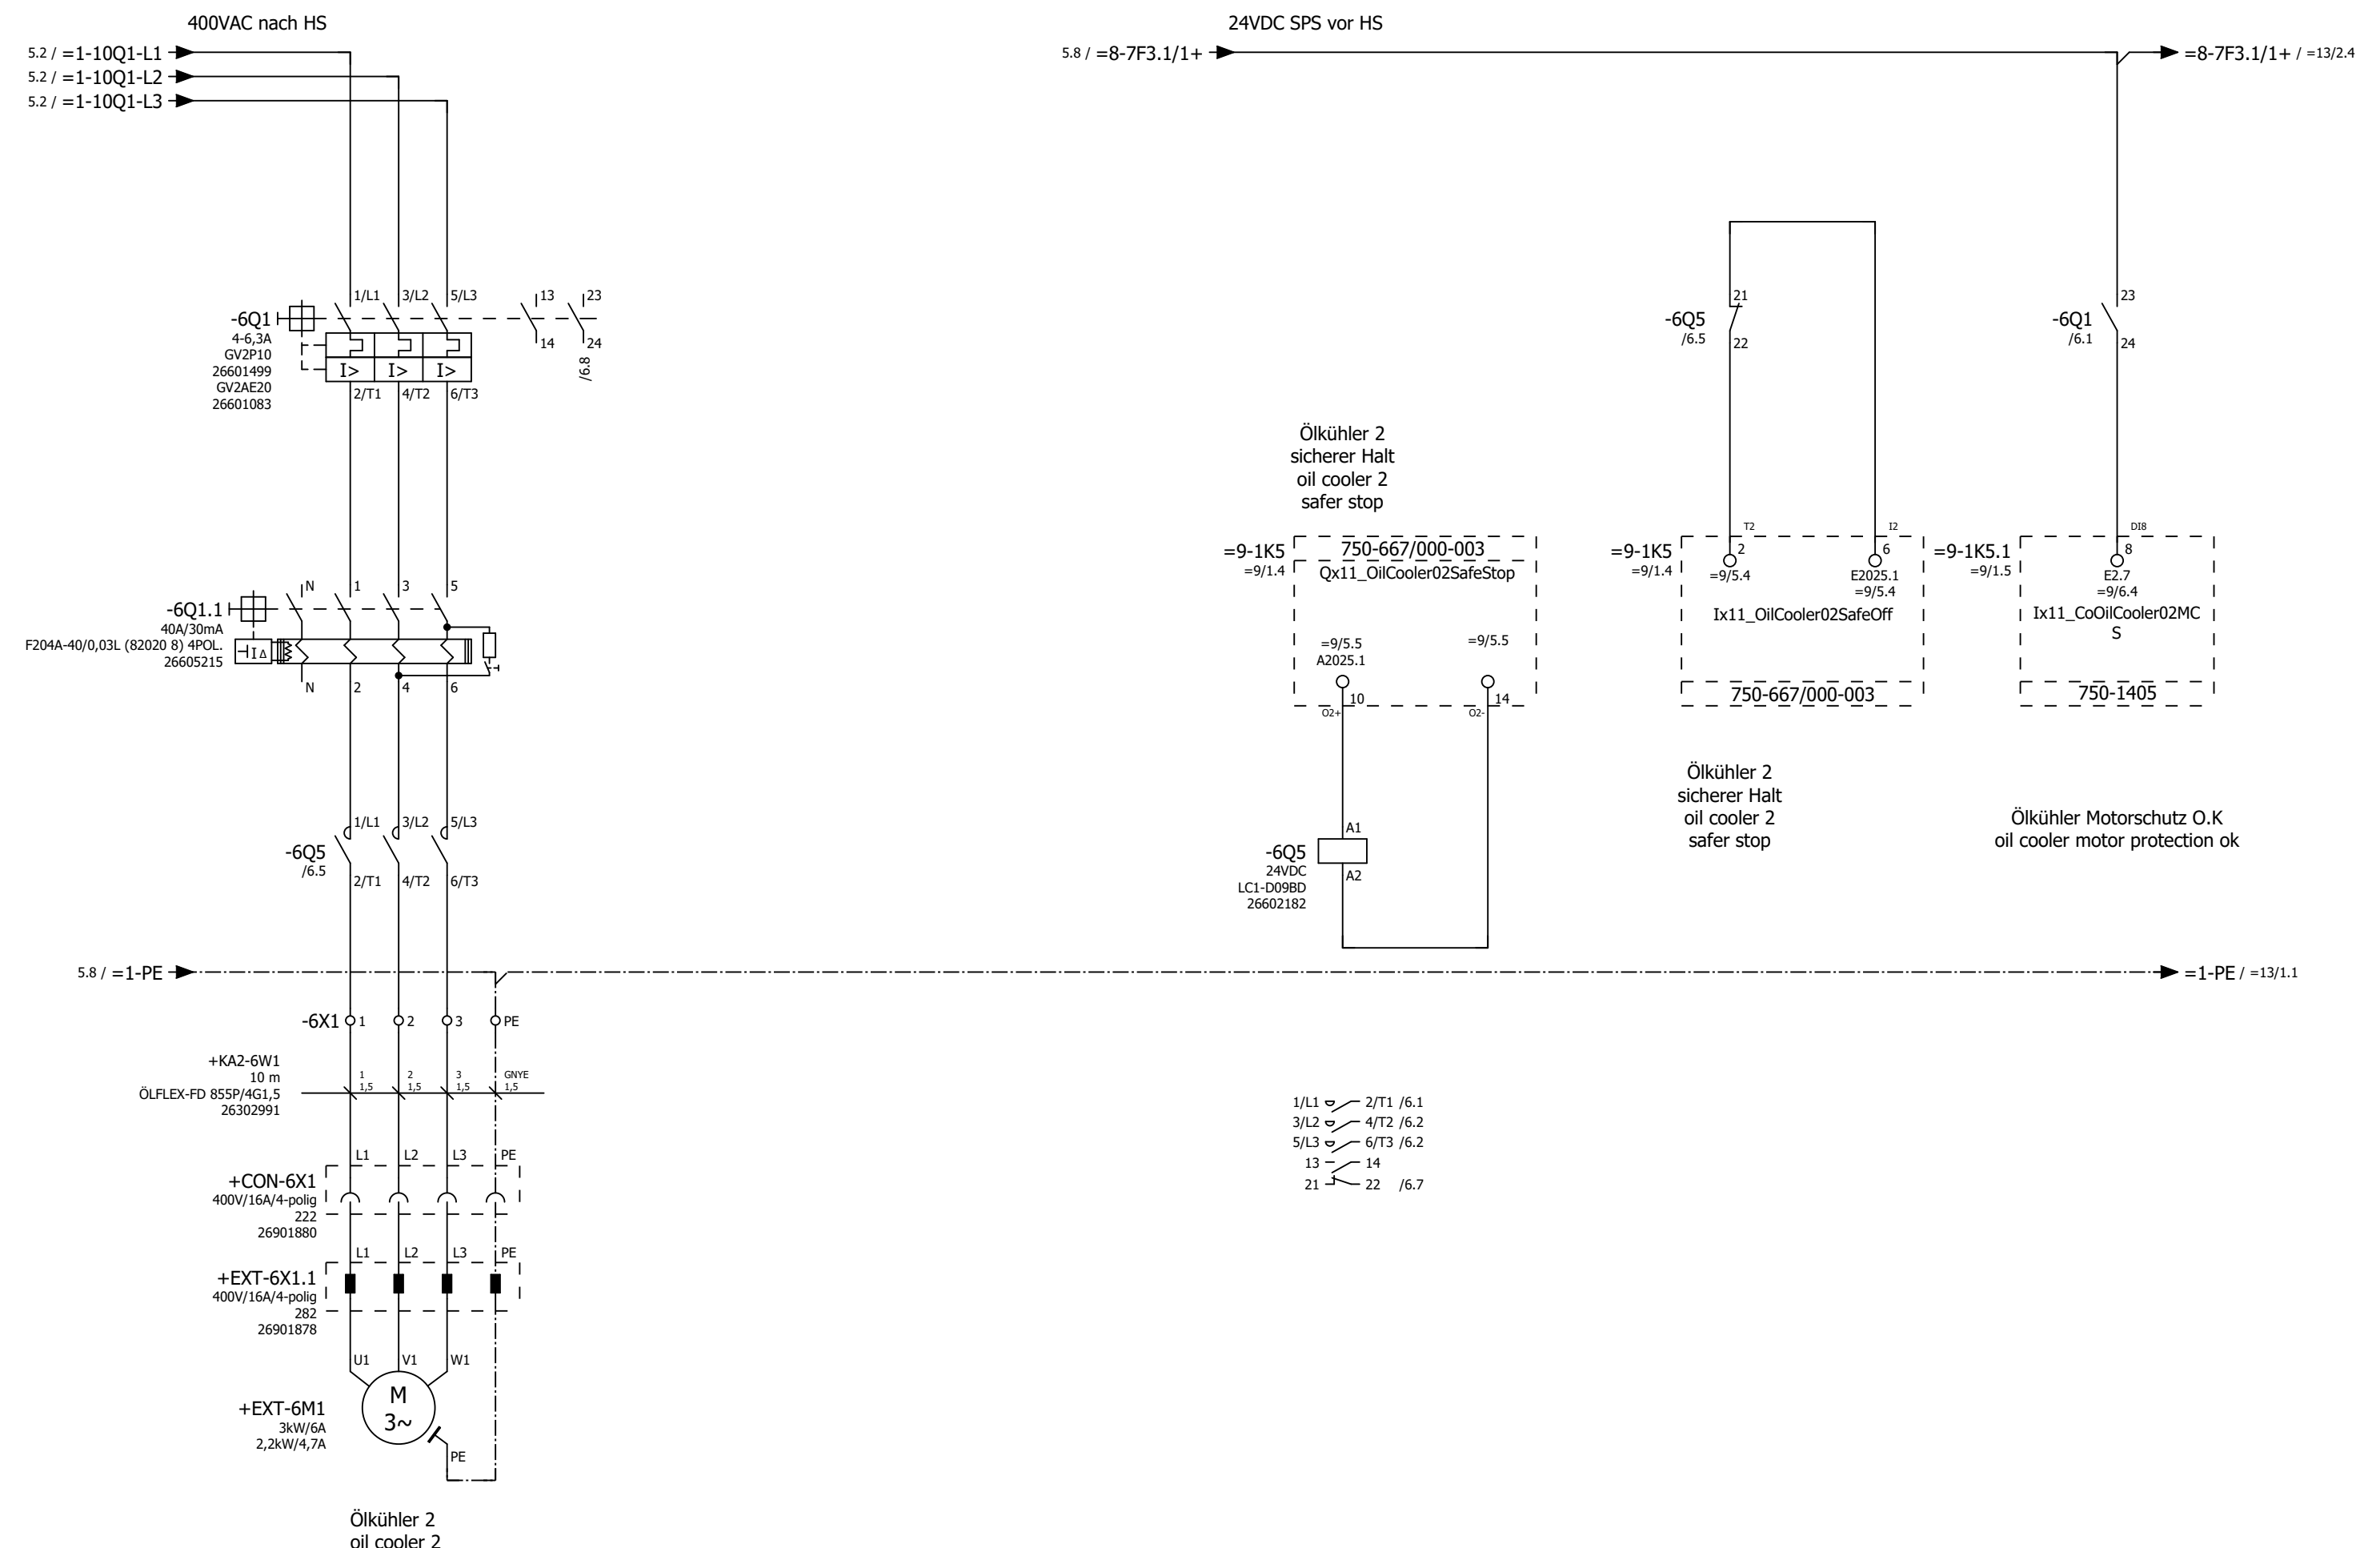 400VAC nach HS
24VDC SPS vor HS
5.2 / =1-10Q1-L1
5.2 / =1-10Q1-L2
5.2 / =1-10Q1-L3
5.8 / =8-7F3.1/1+
=8-7F3.1/1+ / =13/2.4
-6Q1
4-6,3A
GV2P10
26601499
GV2AE20
26601083
1/L1 3/L2 5/L3
13 23
14 24
/6.8
I> I> I>
2/T1 4/T2 6/T3
-6Q5
/6.5
21
22
-6Q1
/6.1
23
24
Ölkühler 2
sicherer Halt
oil cooler 2
safer stop
-6Q1.1
40A/30mA
F204A-40/0,03L (82020 8) 4POL.
26605215
N 1 3 5
I Δ
N 2 4 6
=9-1K5
=9/1.4
750-667/000-003
Qx11_OilCooler02SafeStop
=9/5.5
A2025.1
=9/5.5
10 14
O2+ O2-
=9-1K5
=9/1.4
T2 I2
2 6
=9/5.4
E2025.1
=9/5.4
Ix11_OilCooler02SafeOff
750-667/000-003
=9-1K5.1
=9/1.5
DI8
8
E2.7
=9/6.4
Ix11_CoOilCooler02MC
S
750-1405
Ölkühler 2
sicherer Halt
oil cooler 2
safer stop
Ölkühler Motorschutz O.K
oil cooler motor protection ok
-6Q5
/6.5
1/L1 3/L2 5/L3
2/T1 4/T2 6/T3
-6Q5
24VDC
LC1-D09BD
26602182
A1
A2
5.8 / =1-PE
=1-PE / =13/1.1
-6X1 1 2 3 PE
+KA2-6W1
10 m
ÖLFLEX-FD 855P/4G1,5
26302991
1 2 3 GNYE
1,5 1,5 1,5 1,5
1/L1 2/T1 /6.1
3/L2 4/T2 /6.2
5/L3 6/T3 /6.2
13 14
21 22 /6.7
L1 L2 L3 PE
+CON-6X1
400V/16A/4-polig
222
26901880
L1 L2 L3 PE
+EXT-6X1.1
400V/16A/4-polig
282
26901878
U1 V1 W1
M
3~
+EXT-6M1
3kW/6A
2,2kW/4,7A
PE
Ölkühler 2
oil cooler 2